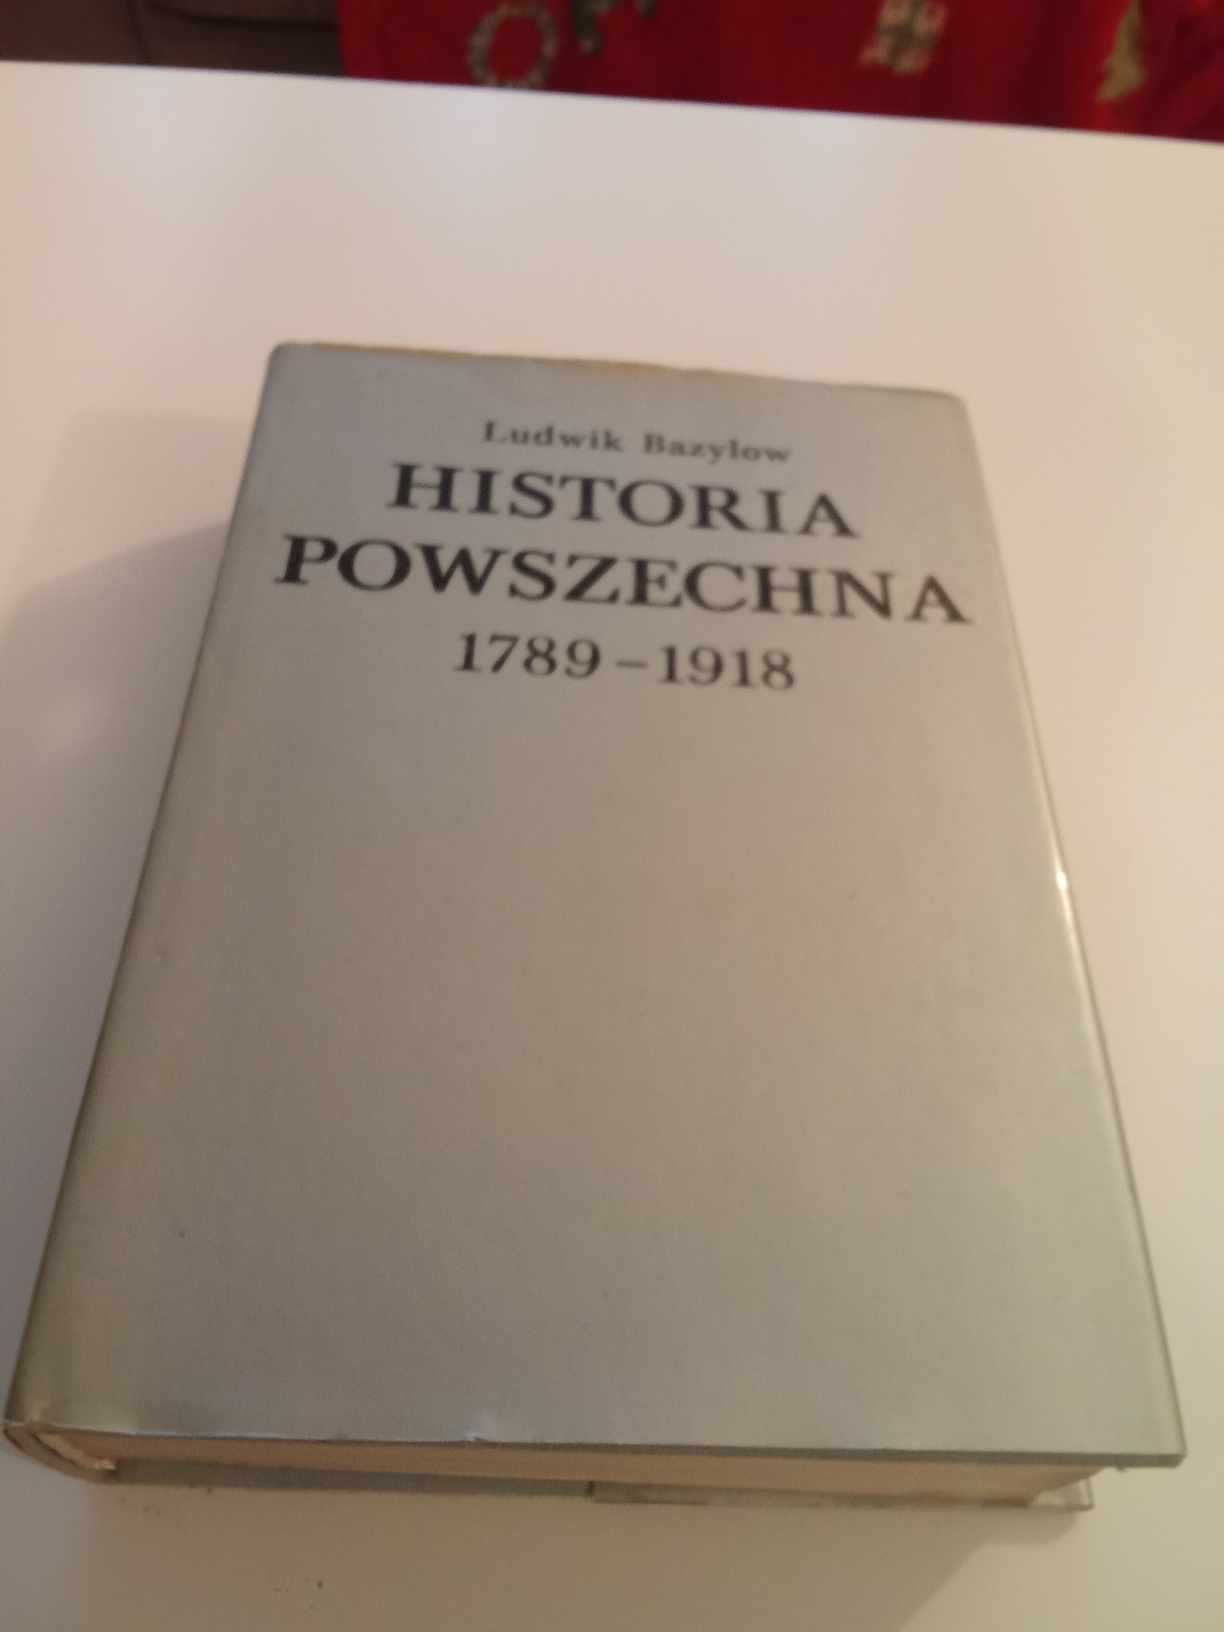 Ludwik Bazylow
HISTORIA
POWSZECHNA
1789-1918